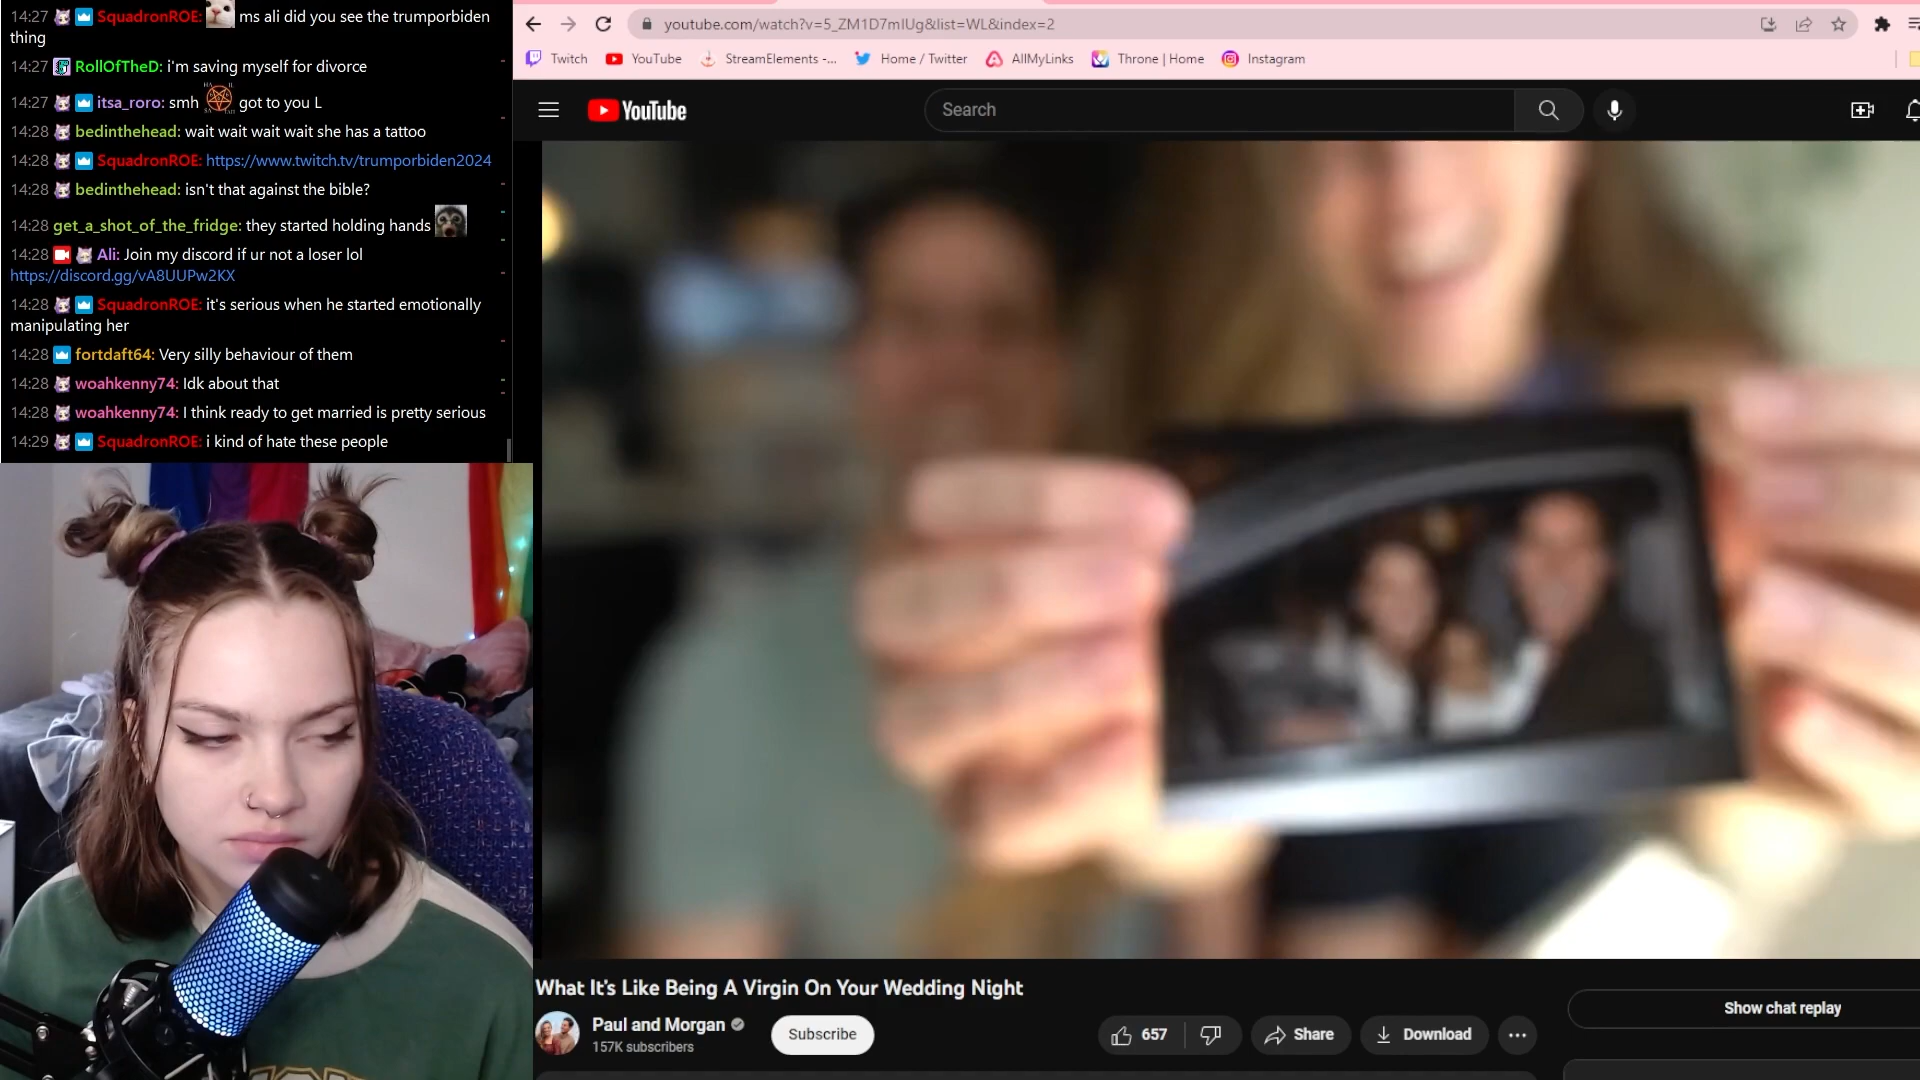 14:27 SquadronROE: ms ali did you see the trumporbiden
thing
14:27 RollOfTheD: i'm saving myself for divorce
14:27 itsa_roro: smh got to you L
14:28 bedinthehead: wait wait wait wait she has a tattoo
14:28 SquadronROE: https://www.twitch.tv/trumporbiden2024
14:28 bedinthehead: isn't that against the bible?
14:28 get_a_shot_of_the_fridge: they started holding hands
14:28 Ali: Join my discord if ur not a loser lol
https://discord.gg/vA8UUPw2KX
14:28 SquadronROE: it's serious when he started emotionally
manipulating her
14:28 fortdaft64: Very silly behaviour of them
14:28 woahkenny74: Idk about that
14:28 woahkenny74: I think ready to get married is pretty serious
14:29 SquadronROE: i kind of hate these people
youtube.com/watch?v=5_ZM1D7mIUg&list=WL&index=2
Twitch YouTube StreamElements -... Home / Twitter AllMyLinks Throne | Home Instagram
YouTube
Search
What It's Like Being A Virgin On Your Wedding Night
Paul and Morgan
157K subscribers
Subscribe
657
Share
Download
Show chat replay